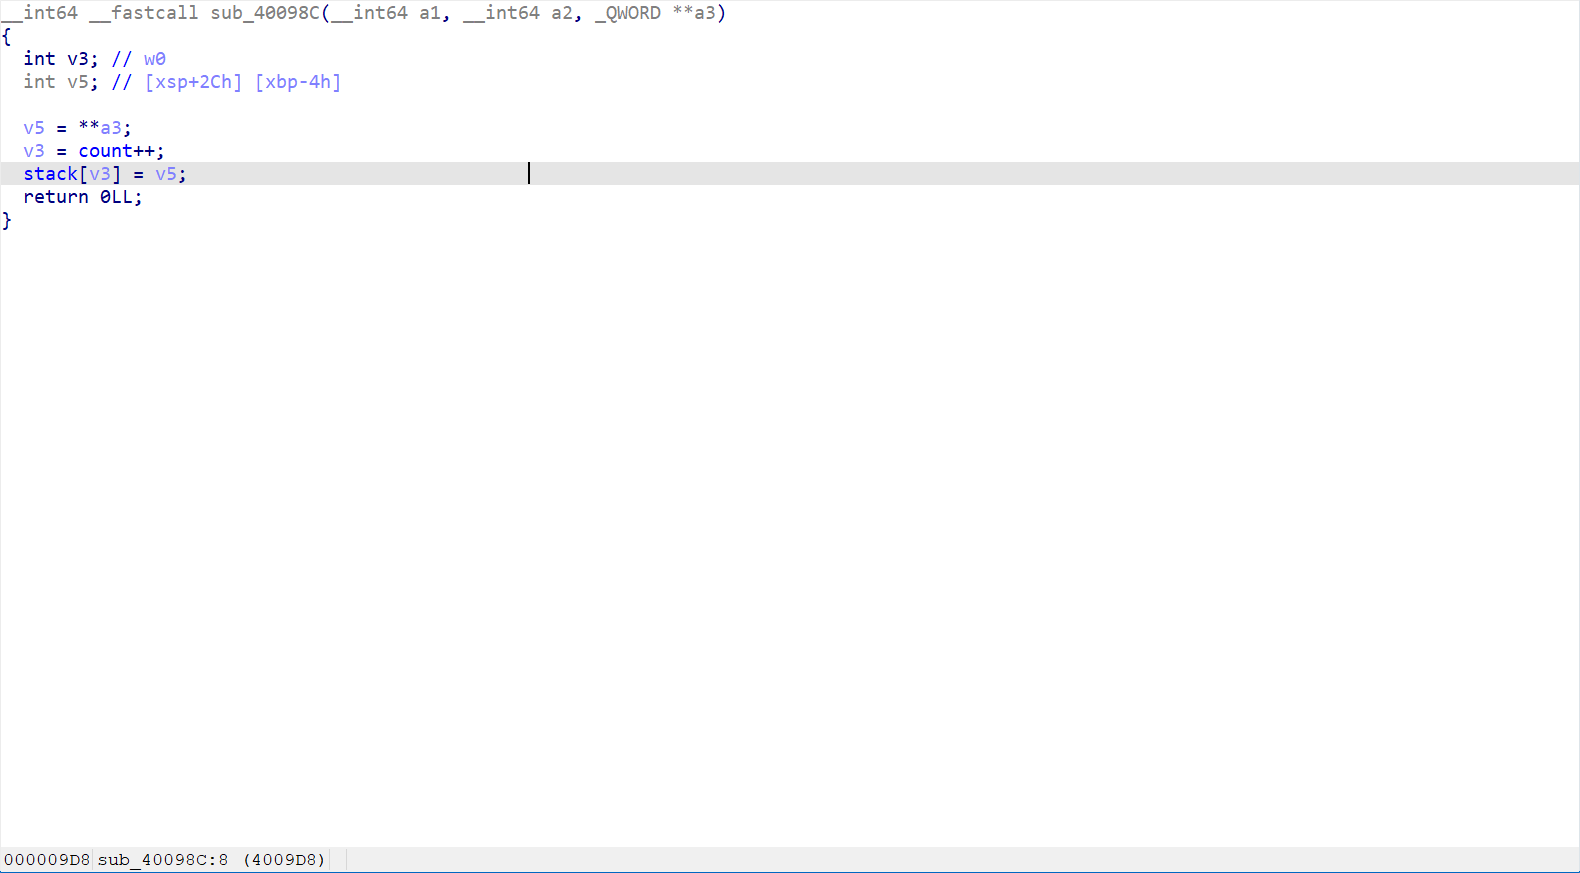 __int64 __fastcall sub_40098C(__int64 a1, __int64 a2, _QWORD **a3)
{
  int v3; // w0
  int v5; // [xsp+2Ch] [xbp-4h]

  v5 = **a3;
  v3 = count++;
  stack[v3] = v5;
  return 0LL;
}
000009D8 sub_40098C:8 (4009D8)